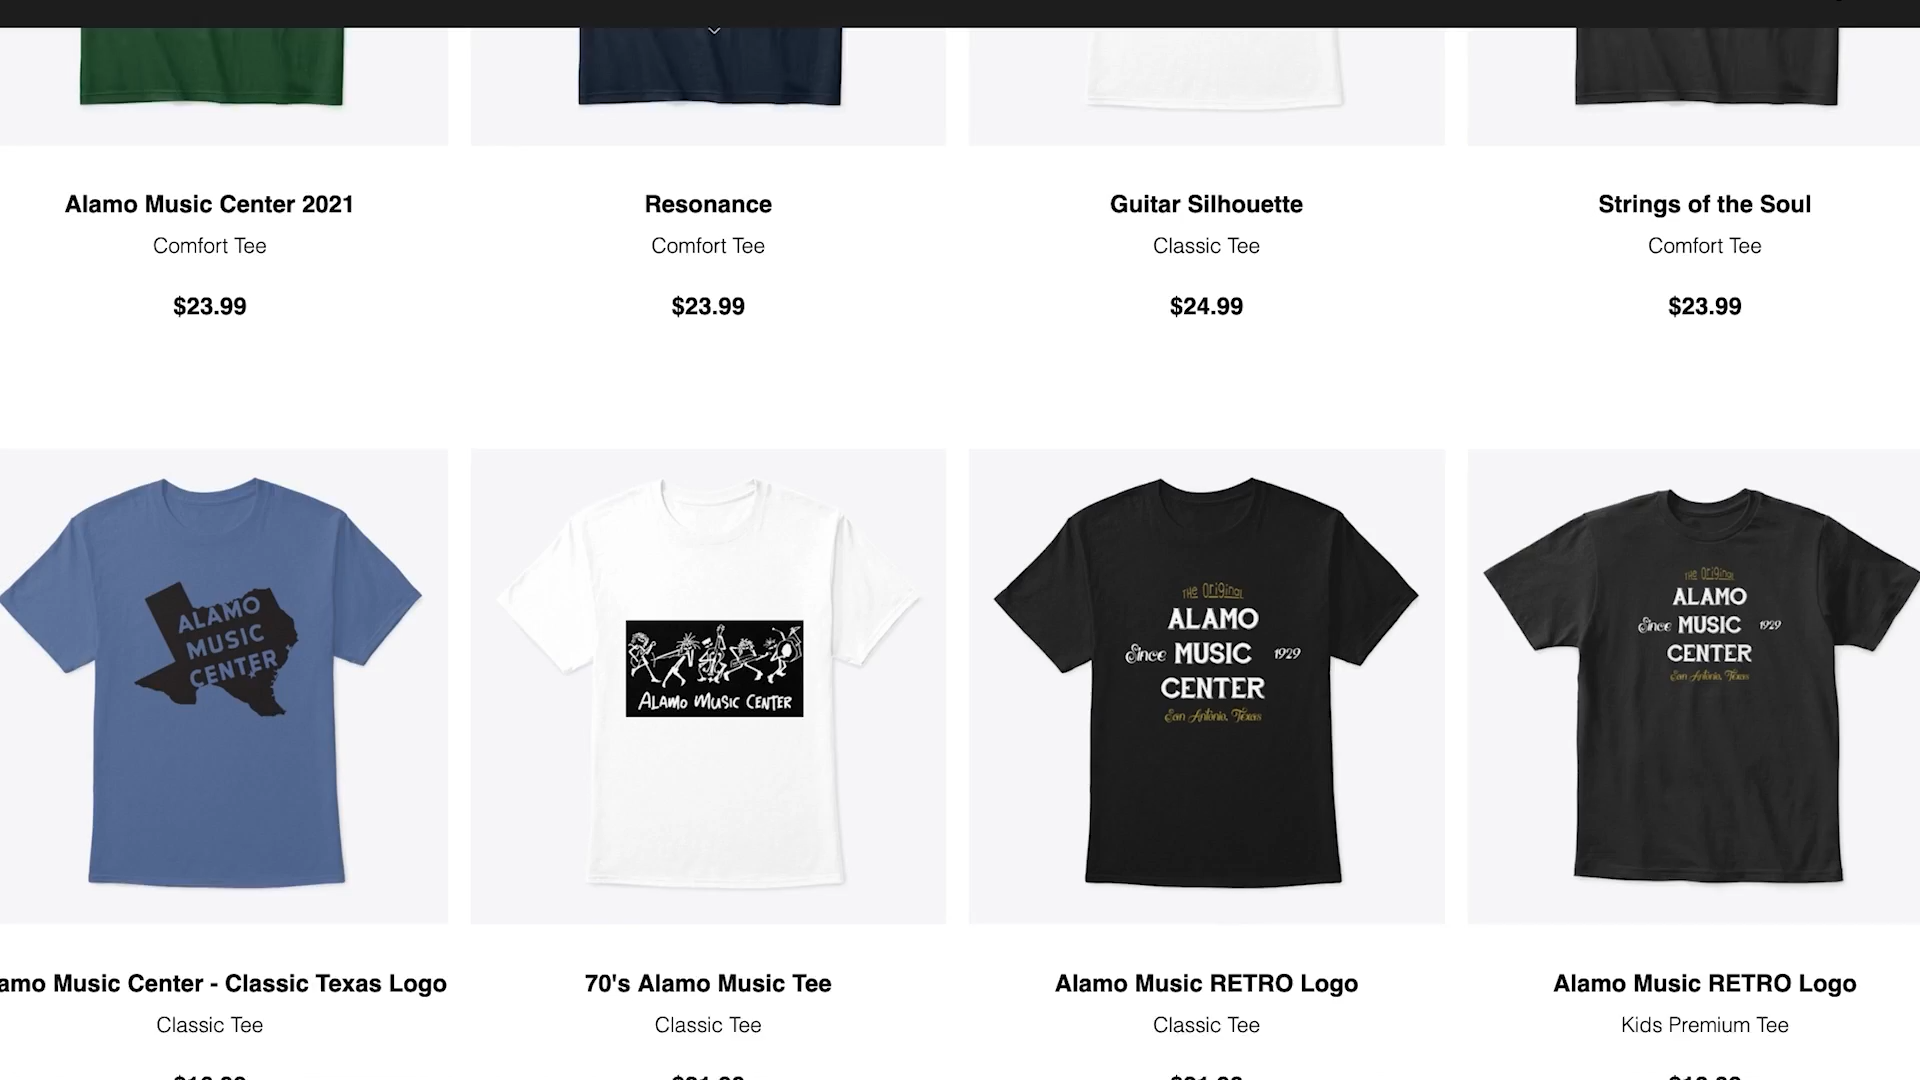 Alamo Music Center 2021
Comfort Tee
$23.99
Resonance
Comfort Tee
$23.99
Guitar Silhouette
Classic Tee
$24.99
Strings of the Soul
Comfort Tee
$23.99
ALAMO
MUSIC
CENTER
amo Music Center - Classic Texas Logo
Classic Tee
ALAMO MUSIC CENTER
70's Alamo Music Tee
Classic Tee
THE Original
ALAMO
Since MUSIC 1929
CENTER
San Antonio, Texas
Alamo Music RETRO Logo
Classic Tee
THE Original
ALAMO
Since MUSIC 1929
CENTER
San Antonio, Texas
Alamo Music RETRO Logo
Kids Premium Tee